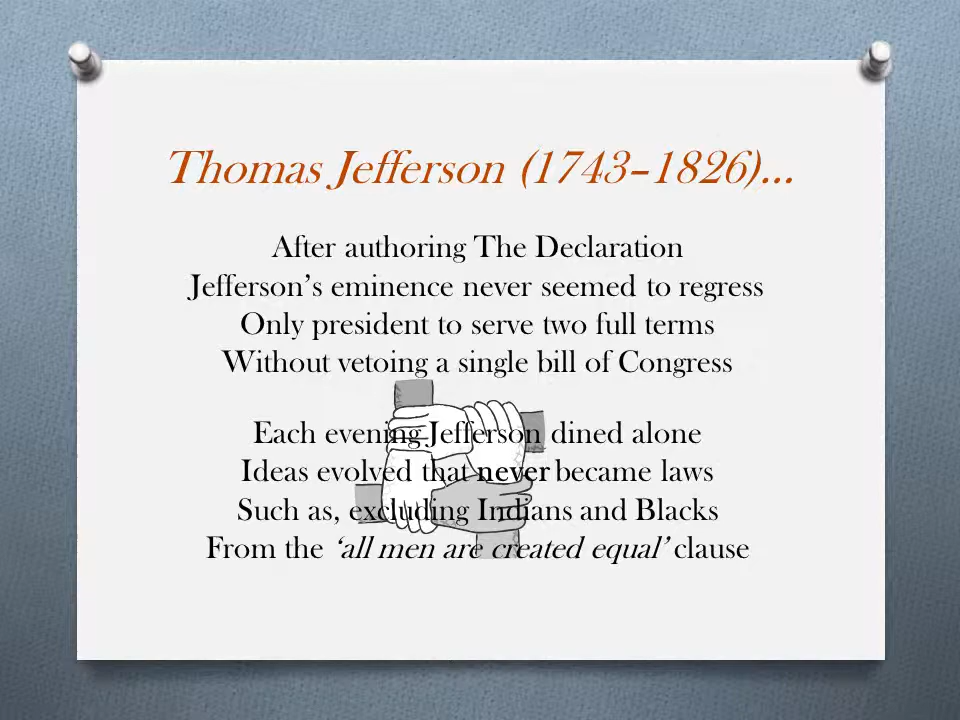 Thomas Jefferson (1743–1826)...
After authoring The Declaration
Jefferson’s eminence never seemed to regress
Only president to serve two full terms
Without vetoing a single bill of Congress
Each evening Jefferson dined alone
Ideas evolved that never became laws
Such as, excluding Indians and Blacks
From the ‘all men are created equal’ clause